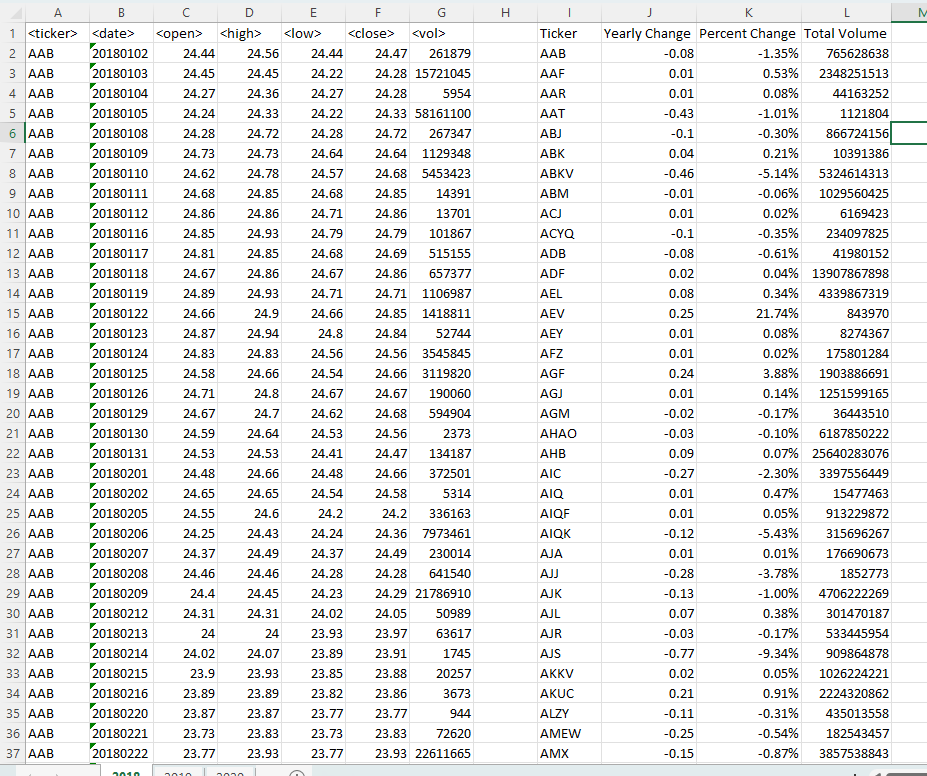 A B C D E F G H I J K L M
1 <ticker> <date> <open> <high> <low> <close> <vol> Ticker Yearly Change Percent Change Total Volume
2 AAB 20180102 24.44 24.56 24.44 24.47 261879 AAB -0.08 -1.35% 765628638
3 AAB 20180103 24.45 24.45 24.22 24.28 15721045 AAF 0.01 0.53% 2348251513
4 AAB 20180104 24.27 24.36 24.27 24.28 5954 AAR 0.01 0.08% 44163252
5 AAB 20180105 24.24 24.33 24.22 24.33 58161100 AAT -0.43 -1.01% 1121804
6 AAB 20180108 24.28 24.72 24.28 24.72 267347 ABJ -0.1 -0.30% 866724156
7 AAB 20180109 24.73 24.73 24.64 24.64 1129348 ABK 0.04 0.21% 10391386
8 AAB 20180110 24.62 24.78 24.57 24.68 5453423 ABKV -0.46 -5.14% 5324614313
9 AAB 20180111 24.68 24.85 24.68 24.85 14391 ABM -0.01 -0.06% 1029560425
10 AAB 20180112 24.86 24.86 24.71 24.86 13701 ACJ 0.01 0.02% 6169423
11 AAB 20180116 24.85 24.93 24.79 24.79 101867 ACYQ -0.1 -0.35% 234097825
12 AAB 20180117 24.81 24.85 24.68 24.69 515155 ADB -0.08 -0.61% 41980152
13 AAB 20180118 24.67 24.86 24.67 24.86 657377 ADF 0.02 0.04% 13907867898
14 AAB 20180119 24.89 24.93 24.71 24.71 1106987 AEL 0.08 0.34% 4339867319
15 AAB 20180122 24.66 24.9 24.66 24.85 1418811 AEV 0.25 21.74% 843970
16 AAB 20180123 24.87 24.94 24.8 24.84 52744 AEY 0.01 0.08% 8274367
17 AAB 20180124 24.83 24.83 24.56 24.56 3545845 AFZ 0.01 0.02% 175801284
18 AAB 20180125 24.58 24.66 24.54 24.66 3119820 AGF 0.24 3.88% 1903886691
19 AAB 20180126 24.71 24.8 24.67 24.67 190060 AGJ 0.01 0.14% 1251599165
20 AAB 20180129 24.67 24.7 24.62 24.68 594904 AGM -0.02 -0.17% 36443510
21 AAB 20180130 24.59 24.64 24.53 24.56 2373 AHAO -0.03 -0.10% 6187850222
22 AAB 20180131 24.53 24.53 24.41 24.47 134187 AHB 0.09 0.07% 25640283076
23 AAB 20180201 24.48 24.66 24.48 24.66 372501 AIC -0.27 -2.30% 3397556449
24 AAB 20180202 24.65 24.65 24.54 24.58 5314 AIQ 0.01 0.47% 15477463
25 AAB 20180205 24.55 24.6 24.2 24.2 336163 AIQF 0.01 0.05% 913229872
26 AAB 20180206 24.25 24.43 24.24 24.36 7973461 AIQK -0.12 -5.43% 315696267
27 AAB 20180207 24.37 24.49 24.37 24.49 230014 AJA 0.01 0.01% 176690673
28 AAB 20180208 24.46 24.46 24.28 24.28 641540 AJJ -0.28 -3.78% 1852773
29 AAB 20180209 24.4 24.45 24.23 24.29 21786910 AJK -0.13 -1.00% 4706222269
30 AAB 20180212 24.31 24.31 24.02 24.05 50989 AJL 0.07 0.38% 301470187
31 AAB 20180213 24 24 23.93 23.97 63617 AJR -0.03 -0.17% 533445954
32 AAB 20180214 24.02 24.07 23.89 23.91 1745 AJS -0.77 -9.34% 909864878
33 AAB 20180215 23.9 23.93 23.85 23.88 20257 AKKV 0.02 0.05% 1026224221
34 AAB 20180216 23.89 23.89 23.82 23.86 3673 AKUC 0.21 0.91% 2224320862
35 AAB 20180220 23.87 23.87 23.77 23.77 944 ALZY -0.11 -0.31% 435013558
36 AAB 20180221 23.73 23.83 23.73 23.83 72620 AMEW -0.25 -0.54% 182543457
37 AAB 20180222 23.77 23.93 23.77 23.93 22611665 AMX -0.15 -0.87% 3857538843
2018 2019 2020